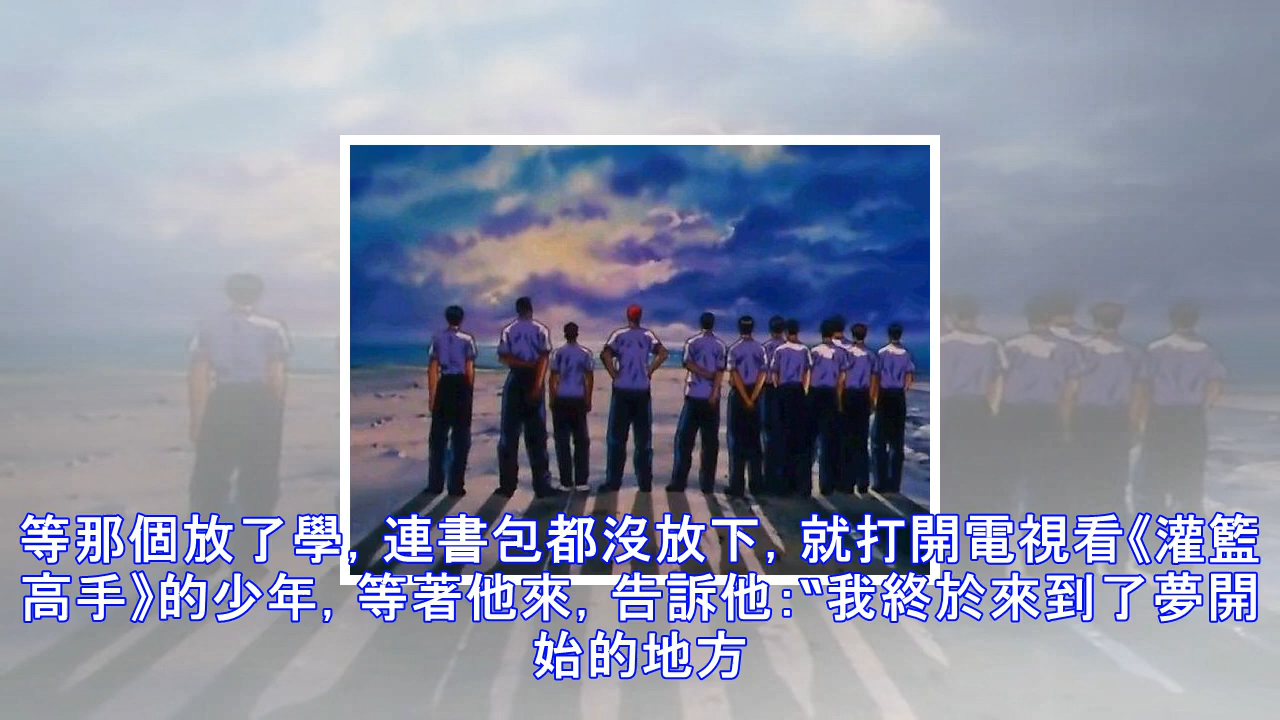 等那個放了學, 連書包都沒放下, 就打開電視看《灌籃
高手》的少年, 等著他來, 告訴他:“我終於來到了夢開
始的地方